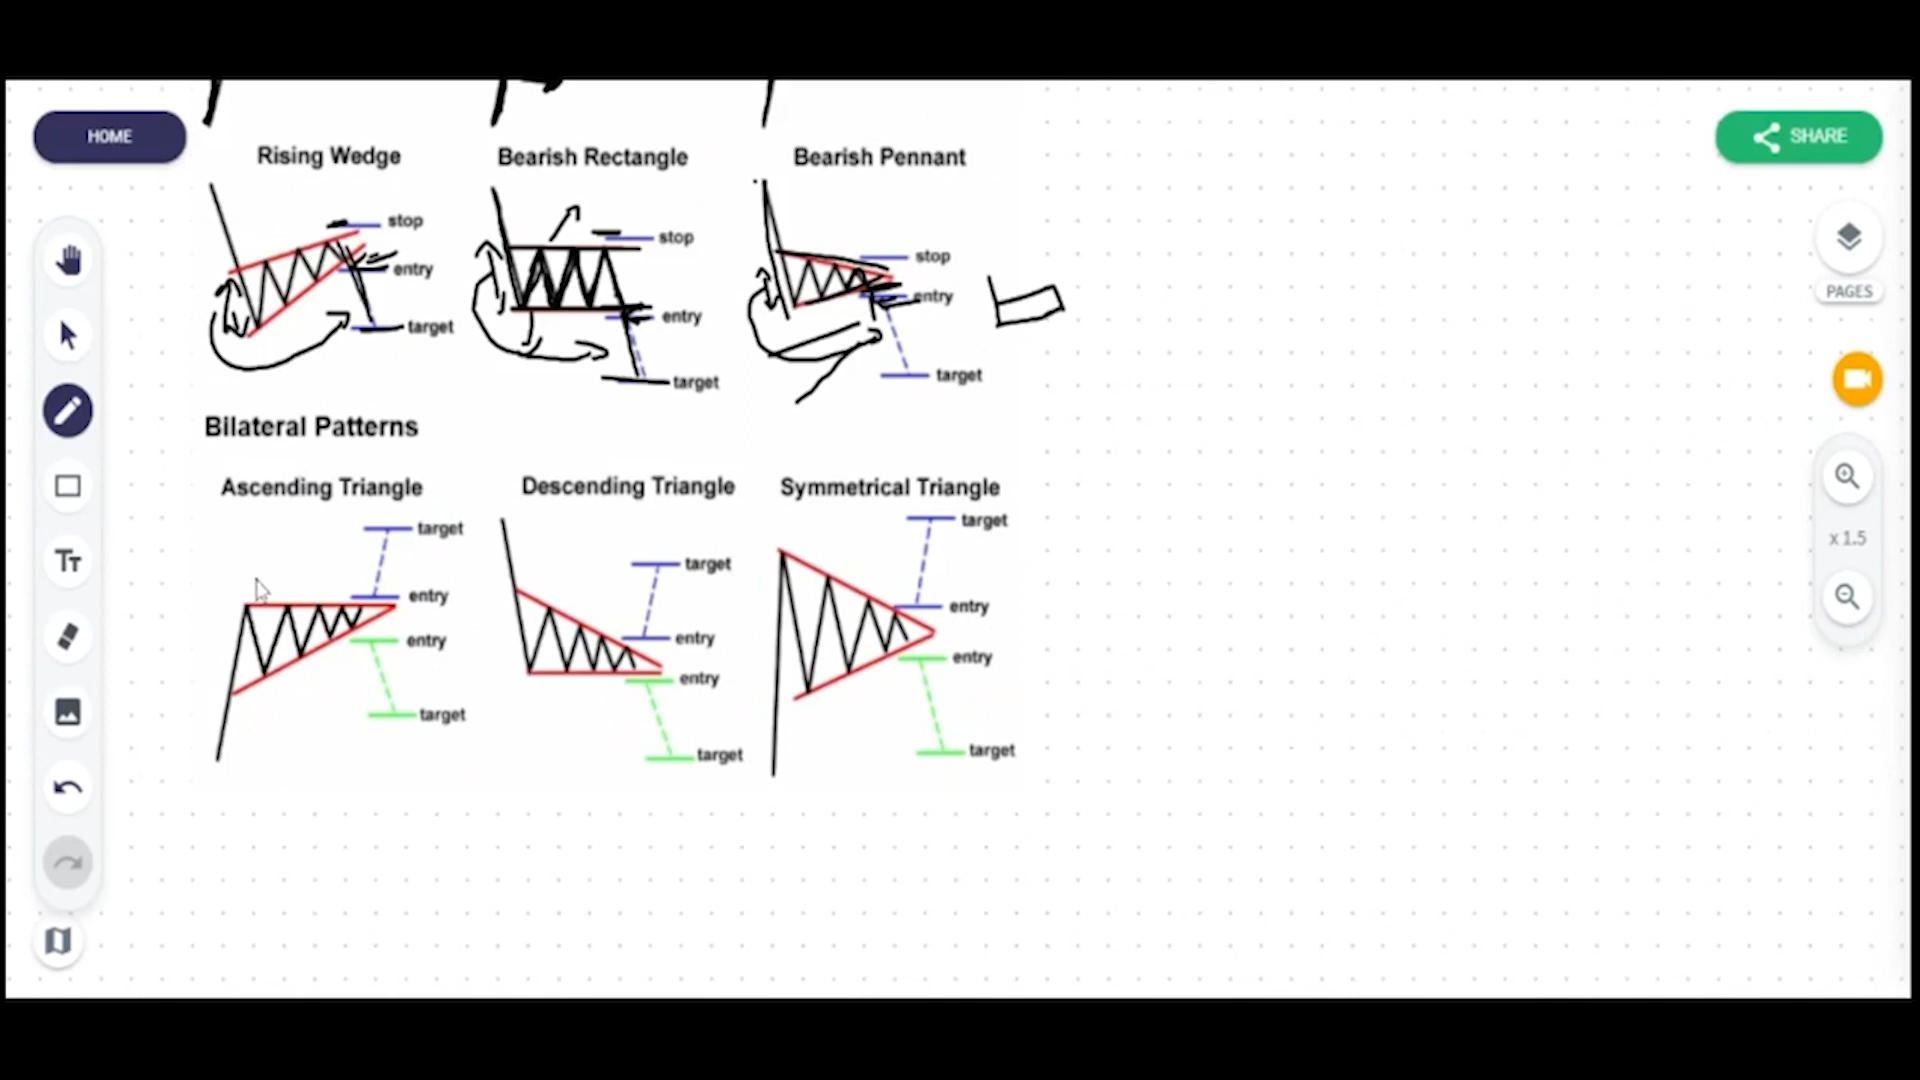 HOME
SHARE
Rising Wedge
Bearish Rectangle
Bearish Pennant
stop
entry
target
stop
entry
target
stop
entry
target
PAGES
Bilateral Patterns
Ascending Triangle
Descending Triangle
Symmetrical Triangle
target
entry
entry
target
target
entry
entry
target
target
entry
entry
target
x 1.5
Tт